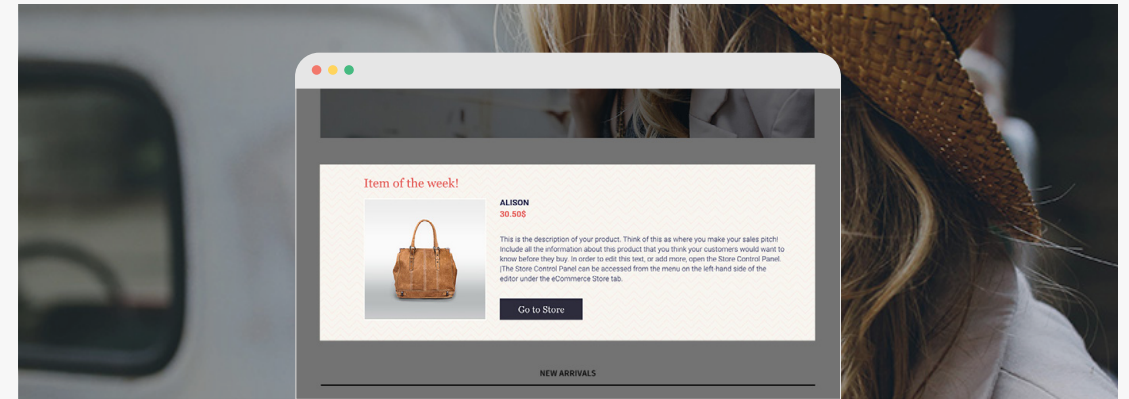 Item of the week!
ALISON
30.50$
This is the description of your product. Think of this as where you make your sales pitch!
Include all the information about this product that you think your customers would want to
know before they buy. In order to edit this text, or add more, open the Store Control Panel.
|The Store Control Panel can be accessed from the menu on the left-hand side of the
editor under the eCommerce Store tab.
Go to Store
NEW ARRIVALS